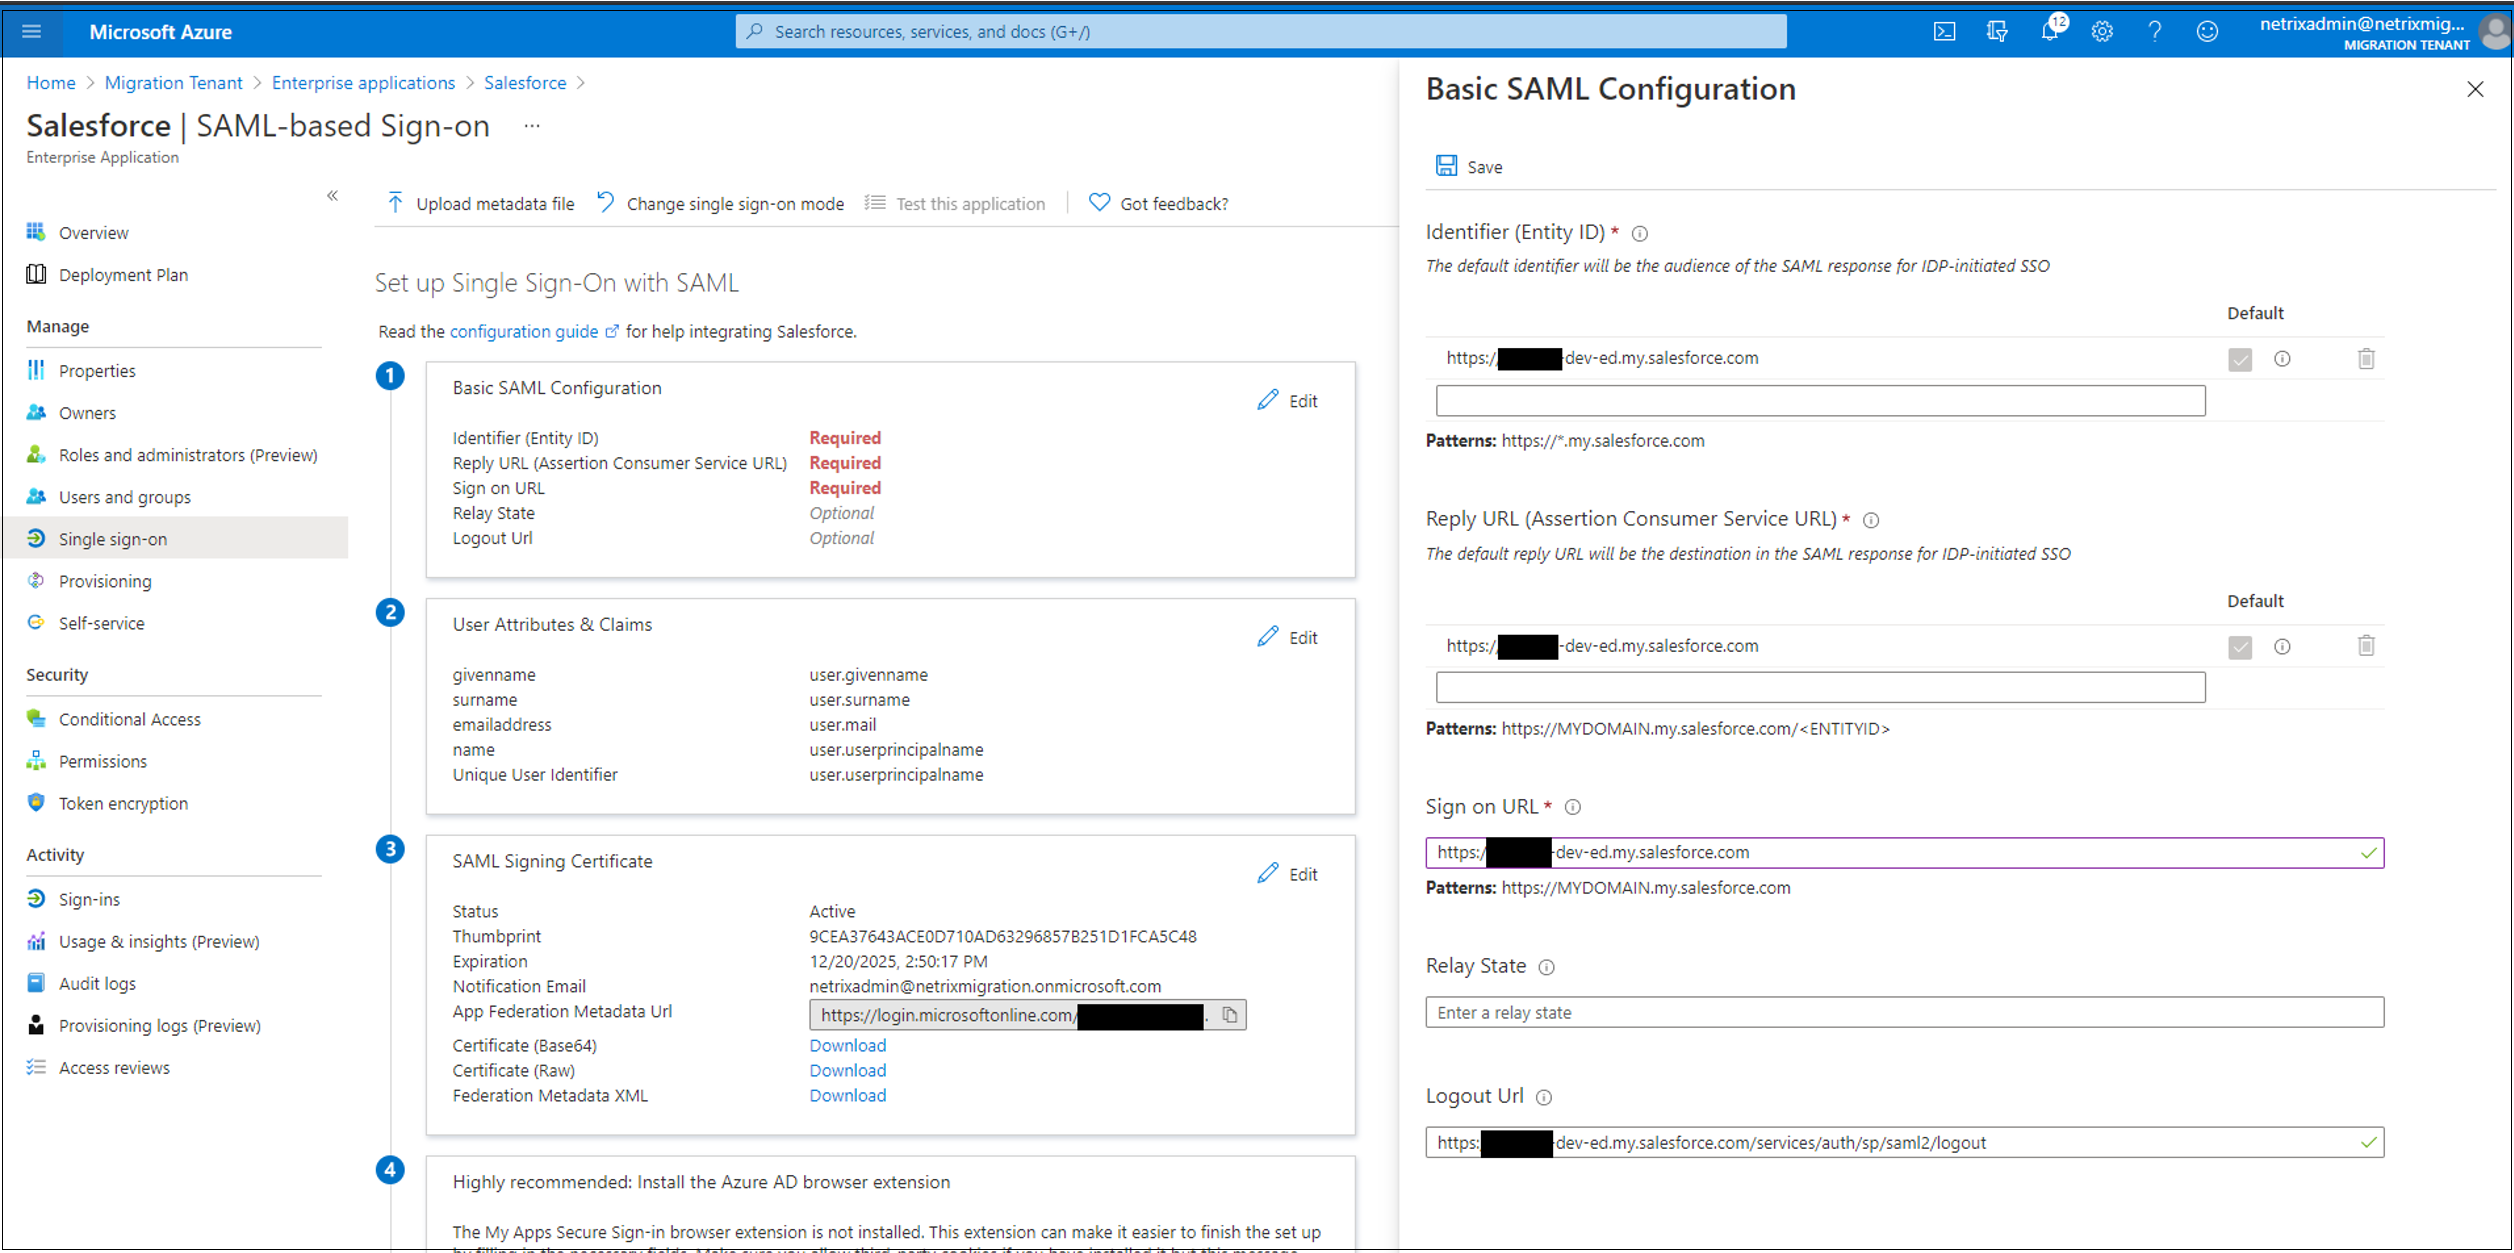 Microsoft Azure
Search resources, services, and docs (G+/)
12
netrixadmin@netrixmig...
MIGRATION TENANT
Home > Migration Tenant > Enterprise applications > Salesforce >
Salesforce | SAML-based Sign-on ...
Enterprise Application
«
Overview
Deployment Plan
Manage
Properties
Owners
Roles and administrators (Preview)
Users and groups
Single sign-on
Provisioning
Self-service
Security
Conditional Access
Permissions
Token encryption
Activity
Sign-ins
Usage & insights (Preview)
Audit logs
Provisioning logs (Preview)
Access reviews
Upload metadata file Change single sign-on mode Test this application Got feedback?
Set up Single Sign-On with SAML
Read the configuration guide for help integrating Salesforce.
1
Basic SAML Configuration
Edit
Identifier (Entity ID) Required
Reply URL (Assertion Consumer Service URL) Required
Sign on URL Required
Relay State Optional
Logout Url Optional
2
User Attributes & Claims
Edit
givenname user.givenname
surname user.surname
emailaddress user.mail
name user.userprincipalname
Unique User Identifier user.userprincipalname
3
SAML Signing Certificate
Edit
Status Active
Thumbprint 9CEA37643ACE0D710AD63296857B251D1FCA5C48
Expiration 12/20/2025, 2:50:17 PM
Notification Email netrixadmin@netrixmigration.onmicrosoft.com
App Federation Metadata Url https://login.microsoftonline.com/ .
Certificate (Base64) Download
Certificate (Raw) Download
Federation Metadata XML Download
4
Highly recommended: Install the Azure AD browser extension
The My Apps Secure Sign-in browser extension is not installed. This extension can make it easier to finish the set up
Basic SAML Configuration
Save
Identifier (Entity ID) *
The default identifier will be the audience of the SAML response for IDP-initiated SSO
Default
https:/ -dev-ed.my.salesforce.com
Patterns: https://*.my.salesforce.com
Reply URL (Assertion Consumer Service URL) *
The default reply URL will be the destination in the SAML response for IDP-initiated SSO
Default
https:/ -dev-ed.my.salesforce.com
Patterns: https://MYDOMAIN.my.salesforce.com/<ENTITYID>
Sign on URL *
https:/ -dev-ed.my.salesforce.com
Patterns: https://MYDOMAIN.my.salesforce.com
Relay State
Enter a relay state
Logout Url
https: -dev-ed.my.salesforce.com/services/auth/sp/saml2/logout